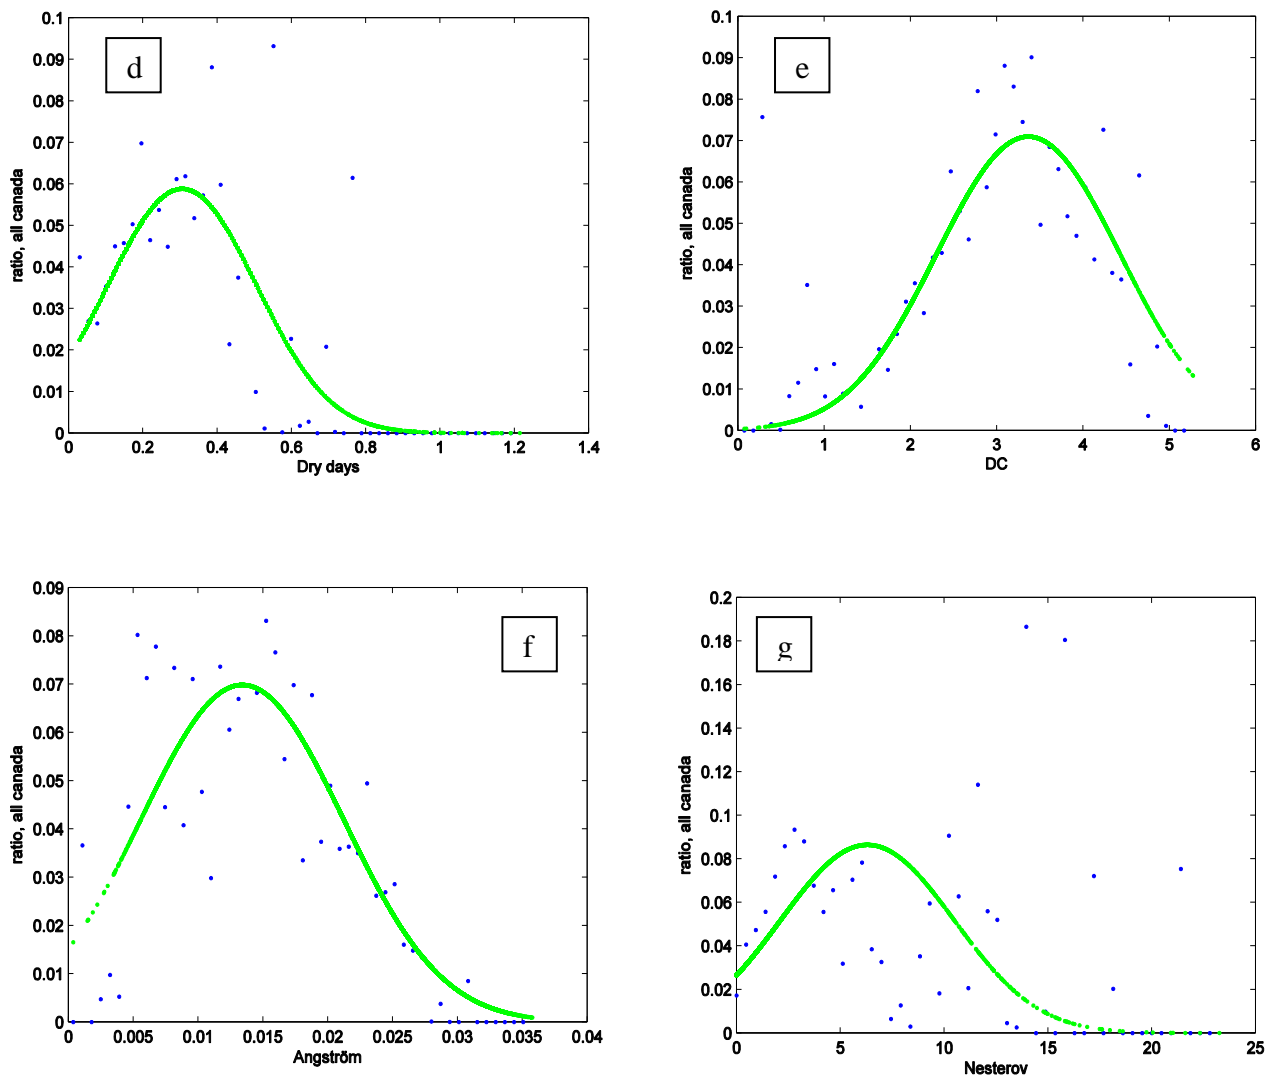 0.1
0.09
0.08
0.07
0.06
0.05
0.04
0.03
0.02
0.01
0
ratio, all canada
d
0 0.2 0.4 0.6 0.8 1 1.2 1.4
Dry days
0.1
0.09
0.08
0.07
0.06
0.05
0.04
0.03
0.02
0.01
0
ratio, all canada
e
0 1 2 3 4 5 6
DC
0.09
0.08
0.07
0.06
0.05
0.04
0.03
0.02
0.01
0
ratio, all canada
f
0 0.005 0.01 0.015 0.02 0.025 0.03 0.035 0.04
Angström
0.2
0.18
0.16
0.14
0.12
0.1
0.08
0.06
0.04
0.02
0
ratio, all canada
g
0 5 10 15 20 25
Nesterov